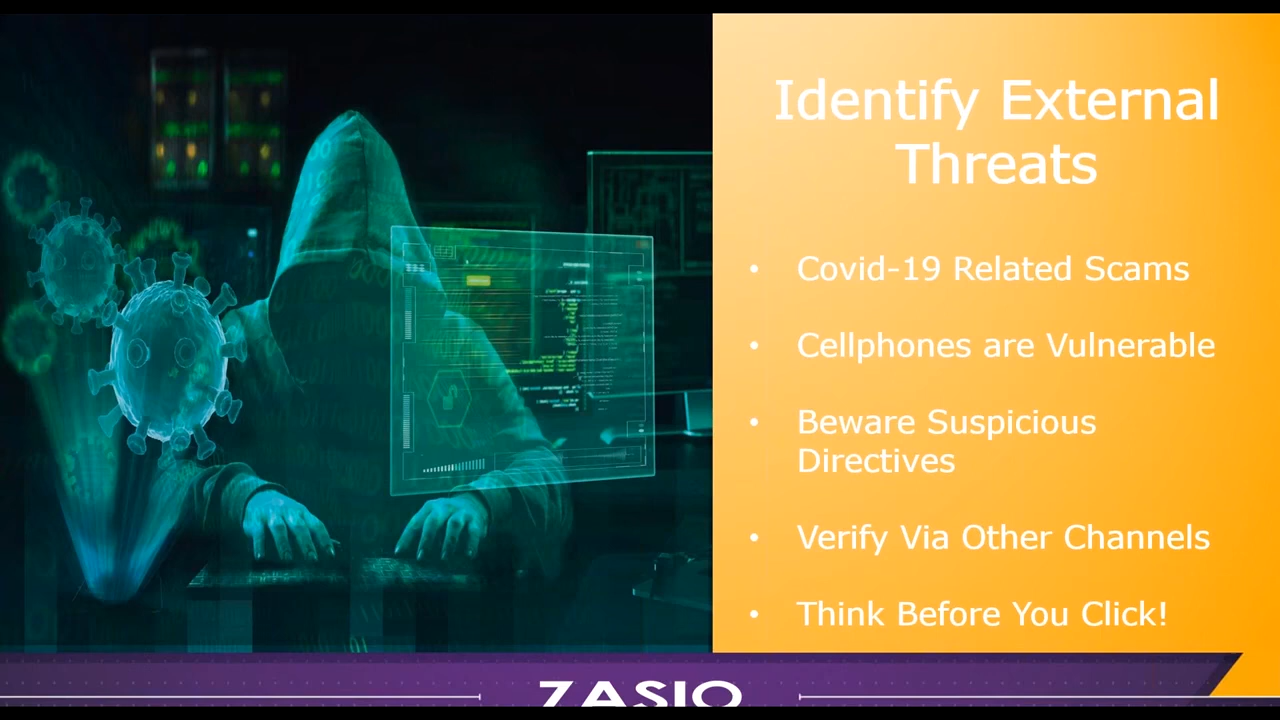 Identify External
Threats
• Covid-19 Related Scams
• Cellphones are Vulnerable
• Beware Suspicious
Directives
• Verify Via Other Channels
• Think Before You Click!
ZASIO